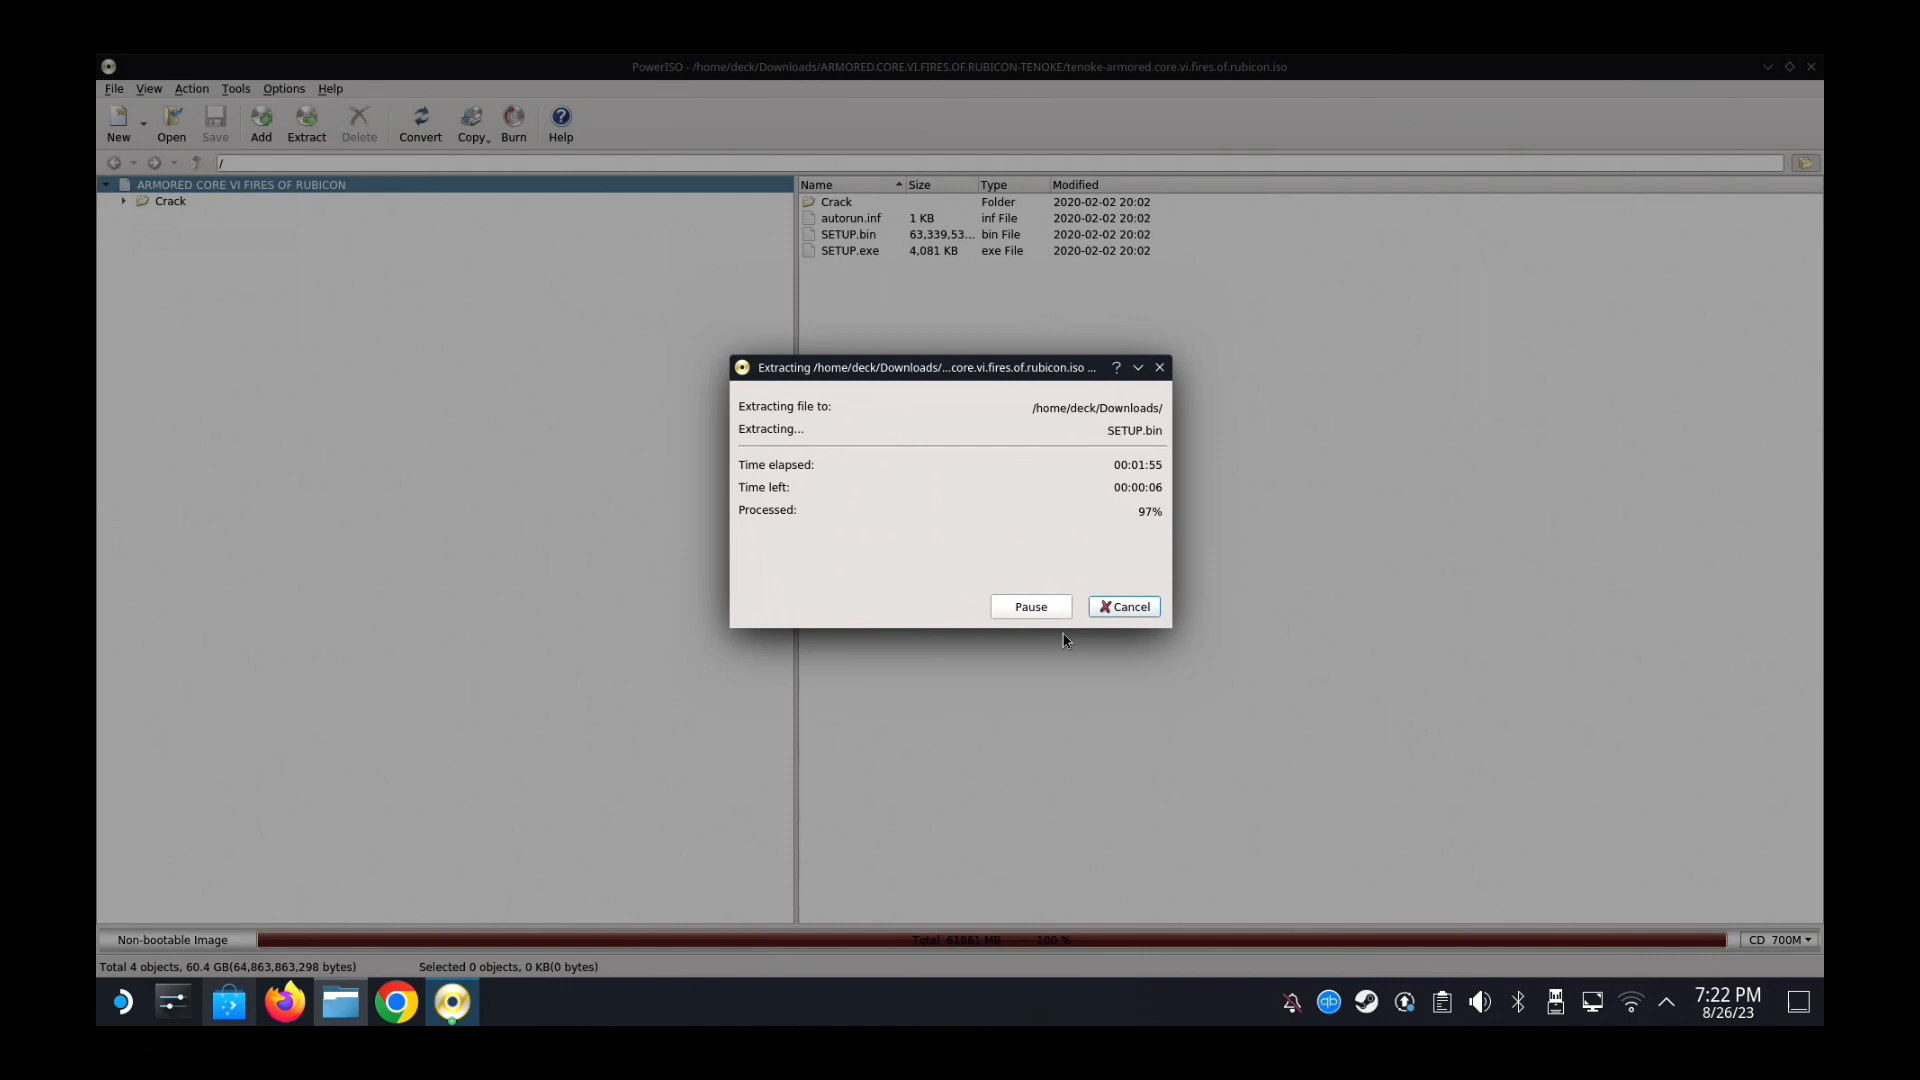 PowerISO - /home/deck/Downloads/ARMORED.CORE.VI.FIRES.OF.RUBICON-TENOKE/tenoke-armored.core.vi.fires.of.rubicon.iso
File View Action Tools Options Help
New Open Save Add Extract Delete Convert Copy Burn Help
/
ARMORED CORE VI FIRES OF RUBICON
Crack
Name Size Type Modified
Crack Folder 2020-02-02 20:02
autorun.inf 1 KB inf File 2020-02-02 20:02
SETUP.bin 63,339,53... bin File 2020-02-02 20:02
SETUP.exe 4,081 KB exe File 2020-02-02 20:02
Extracting /home/deck/Downloads/...core.vi.fires.of.rubicon.iso ...
Extracting file to: /home/deck/Downloads/
Extracting... SETUP.bin
Time elapsed: 00:01:55
Time left: 00:00:06
Processed: 97%
Pause Cancel
Non-bootable Image Total 61861 MB 100 % CD 700M
Total 4 objects, 60.4 GB(64,863,863,298 bytes) Selected 0 objects, 0 KB(0 bytes)
qb
7:22 PM
8/26/23